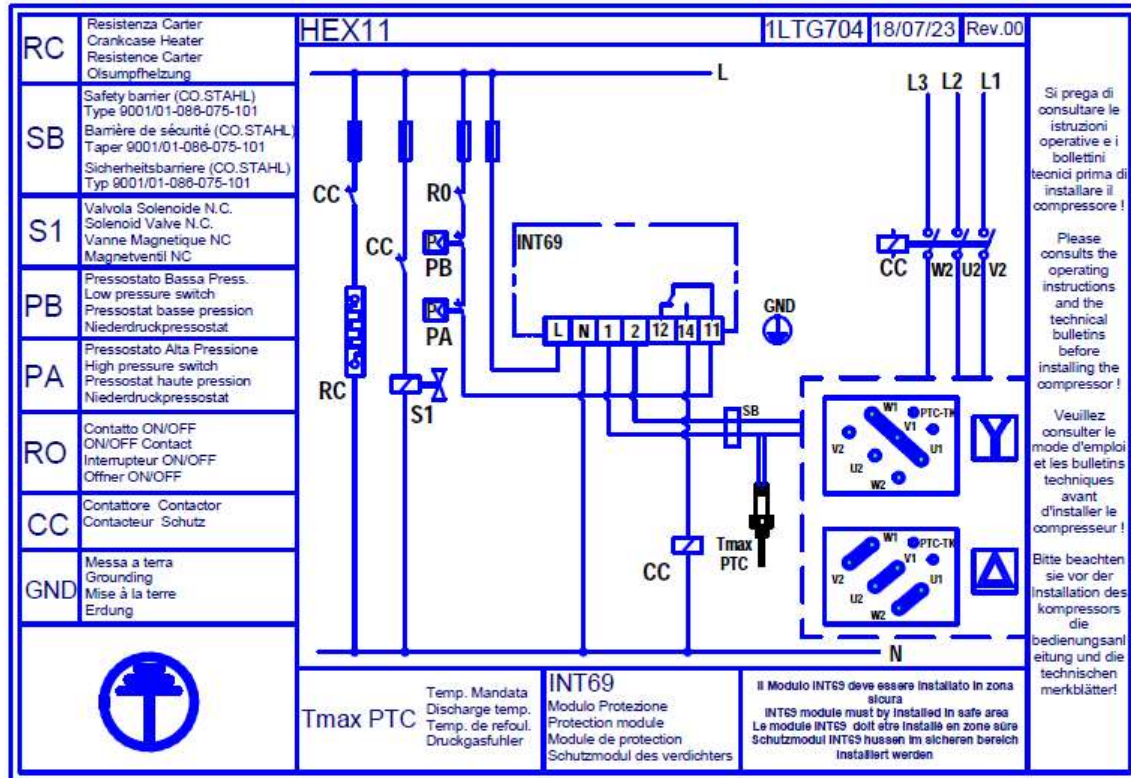 RC
Resistenza Carter
Crankcase Heater
Resistence Carter
Olsumpfhelzung
SB
Safety barrier (CO.STAHL)
Type 9001/01-086-075-101
Barrière de sécurité (CO.STAHL)
Taper 9001/01-086-075-101
Sicherheitsbarriere (CO.STAHL)
Typ 9001/01-086-075-101
S1
Valvola Solenoide N.C.
Solenoid Valve N.C.
Vanne Magnetique NC
Magnetventil NC
PB
Pressostato Bassa Press.
Low pressure switch
Pressostat basse pression
Niederdruckpressostat
PA
Pressostato Alta Pressione
High pressure switch
Pressostat haute pression
Niederdruckpressostat
RO
Contatto ON/OFF
ON/OFF Contact
Interrupteur ON/OFF
Offner ON/OFF
CC
Contattore Contactor
Contacteur Schutz
GND
Messa a terra
Grounding
Mise à la terre
Erdung
HEX11
1LTG704
18/07/23
Rev.00
L
L3 L2 L1
CC
R0
CC
P<
PB
P<
PA
INT69
L N 1 2 12 14 11
GND
CC
W2 U2 V2
RC
S1
SB
Tmax
PTC
CC
W1
PTC-TK
V1
V2
U1
U2
W2
Y
W1
PTC-TK
V1
V2
U1
U2
W2
Δ
N
Tmax PTC
Temp. Mandata
Discharge temp.
Temp. de refoul.
Druckgasfuhler
INT69
Modulo Protezione
Protection module
Module de protection
Schutzmodul des verdichters
Il Modulo INT69 deve essere installato in zona
sicura
INT69 module must by installed in safe area
Le module INT69 doit etre installé en zone sûre
Schutzmodul INT69 hussen im sicheren bereich
installiert werden
Si prega di
consultare le
istruzioni
operative e i
bollettini
tecnici prima di
installare il
compressore !
Please
consults the
operating
instructions
and the
technical
bulletins
before
installing the
compressor !
Veuillez
consulter le
mode d'emploi
et les bulletins
techniques
avant
d'installer le
compresseur !
Bitte beachten
sie vor der
Installation des
kompressors
die
bedienungsanl
eitung und die
technischen
merkblätter!